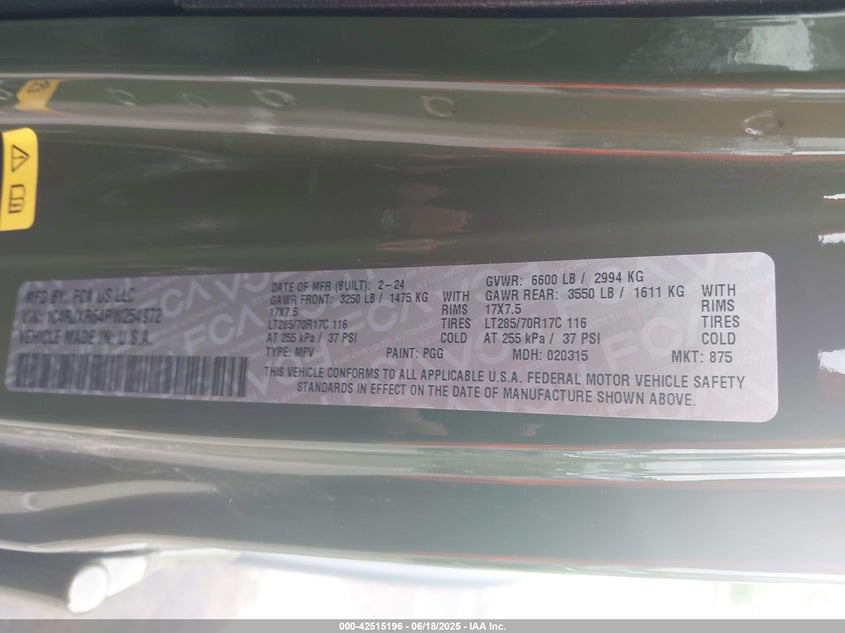 MFD BY: FCA US LLC
VIN: 1C4RJXR64RW254972
VEHICLE MADE IN: U.S.A.
DATE OF MFR (BUILT): 2-24
GVWR: 6600 LB / 2994 KG
GAWR FRONT: 3250 LB / 1475 KG WITH
GAWR REAR: 3550 LB / 1611 KG WITH
17X7.5 RIMS
17X7.5 RIMS
LT285/70R17C 116 TIRES
LT285/70R17C 116 TIRES
AT 255 kPa / 37 PSI COLD
AT 255 kPa / 37 PSI COLD
TYPE: MPV PAINT: PGG MDH: 020315 MKT: 875
THIS VEHICLE CONFORMS TO ALL APPLICABLE U.S.A. FEDERAL MOTOR VEHICLE SAFETY
STANDARDS IN EFFECT ON THE DATE OF MANUFACTURE SHOWN ABOVE.
000-42515196 - 06/18/2025 - IAA Inc.